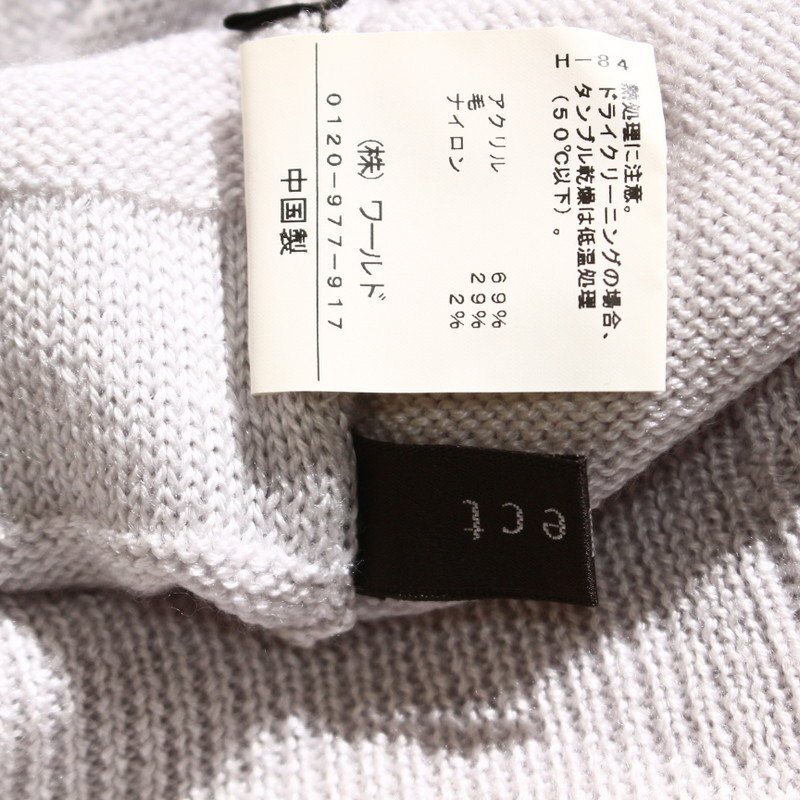 熱処理に注意。
ドライクリーニングの場合、
タンブル乾燥は低温処理
(50℃以下)。
アクリル 69%
毛 29%
ナイロン 2%
(株)ワールド
0120-977-917
中国製